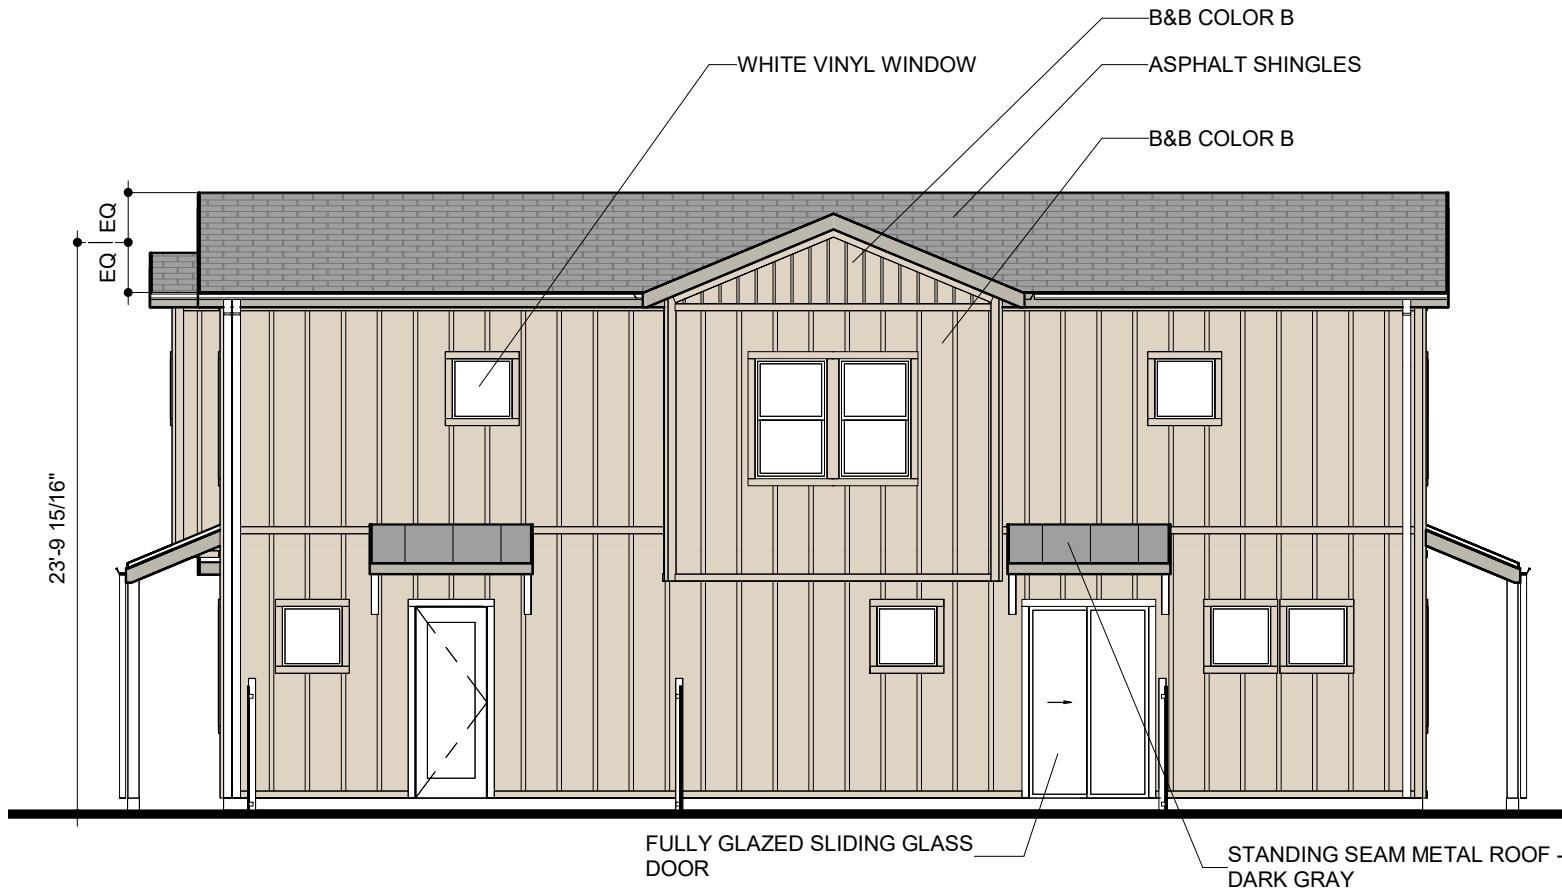 B&B COLOR B
WHITE VINYL WINDOW
ASPHALT SHINGLES
B&B COLOR B
EQ
EQ
23'-9 15/16"
FULLY GLAZED SLIDING GLASS
DOOR
STANDING SEAM METAL ROOF -
DARK GRAY